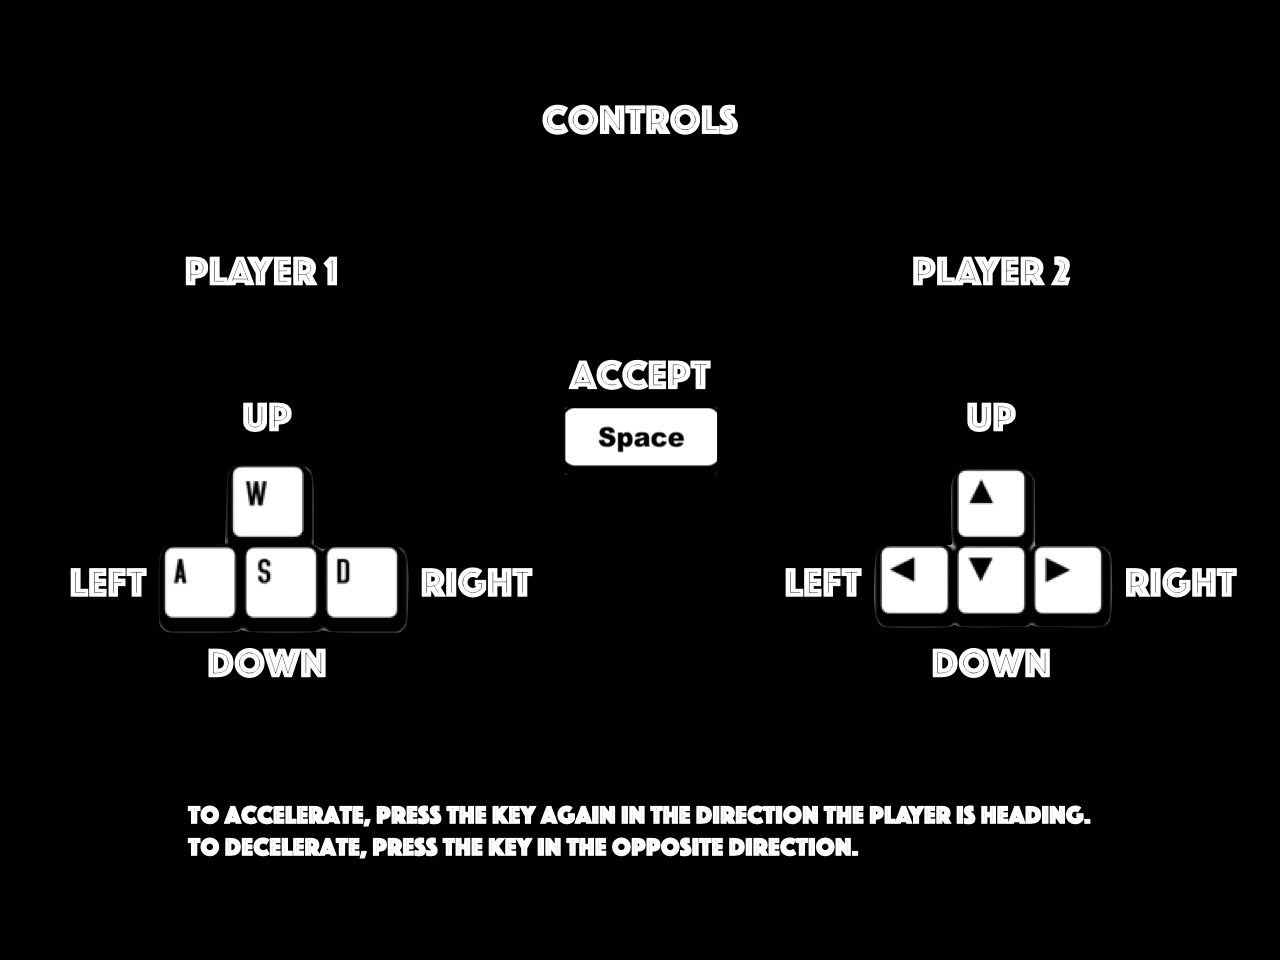 CONTROLS
PLAYER 1
PLAYER 2
ACCEPT
Space
UP
UP
W
LEFT
A
S
D
RIGHT
LEFT
RIGHT
DOWN
DOWN
TO ACCELERATE, PRESS THE KEY AGAIN IN THE DIRECTION THE PLAYER IS HEADING.
TO DECELERATE, PRESS THE KEY IN THE OPPOSITE DIRECTION.